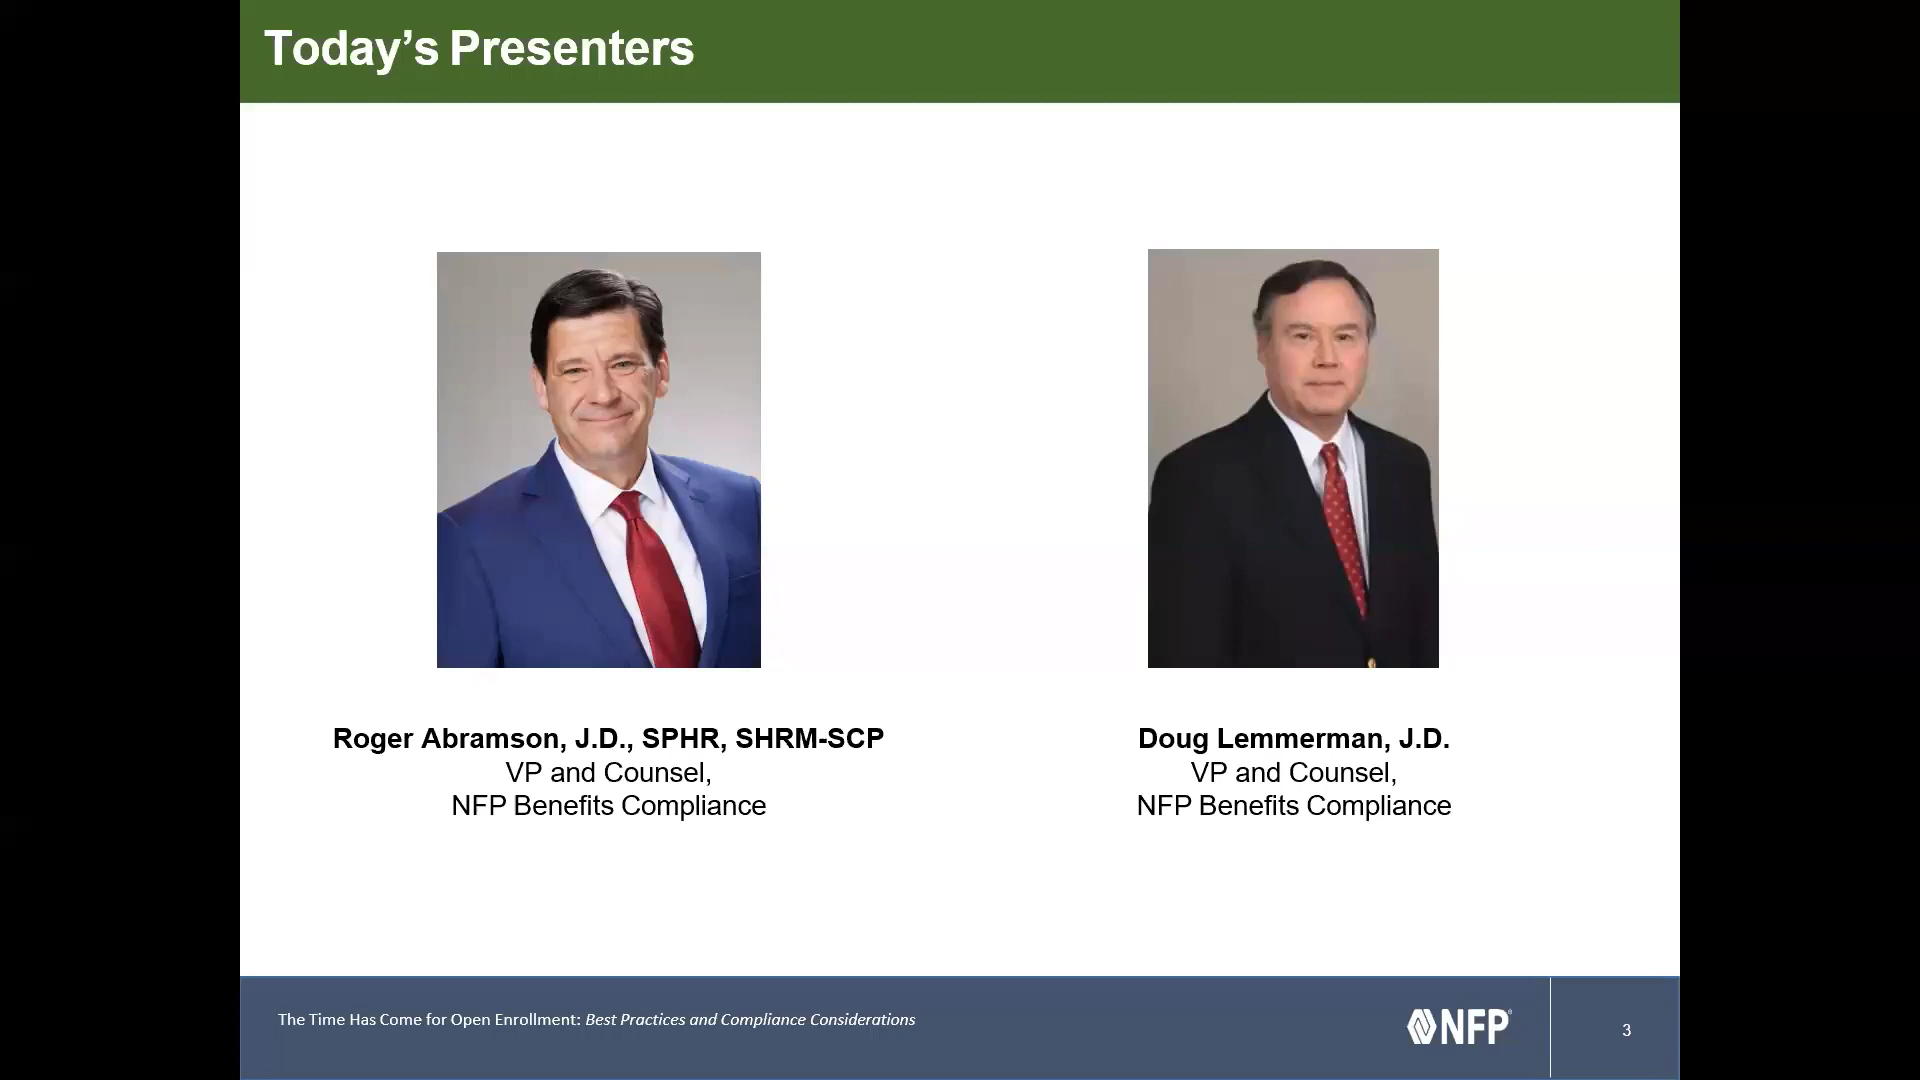 Today’s Presenters
Roger Abramson, J.D., SPHR, SHRM-SCP
VP and Counsel,
NFP Benefits Compliance
Doug Lemmerman, J.D.
VP and Counsel,
NFP Benefits Compliance
The Time Has Come for Open Enrollment: Best Practices and Compliance Considerations
NFP
3